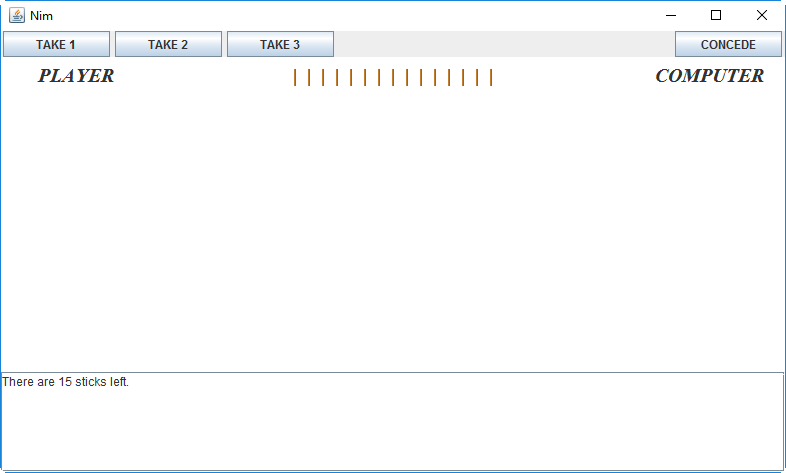 Nim
TAKE 1 TAKE 2 TAKE 3 CONCEDE
PLAYER COMPUTER
There are 15 sticks left.